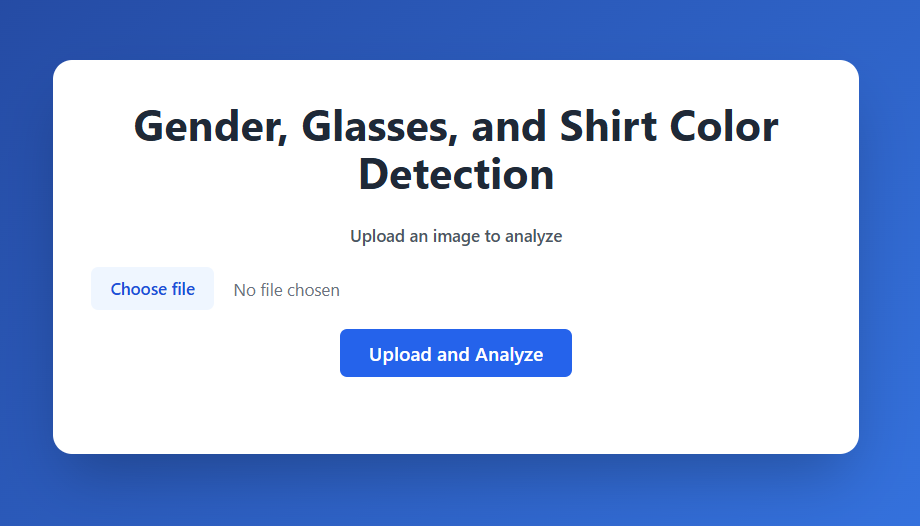 Gender, Glasses, and Shirt Color
Detection
Upload an image to analyze
Choose file No file chosen
Upload and Analyze